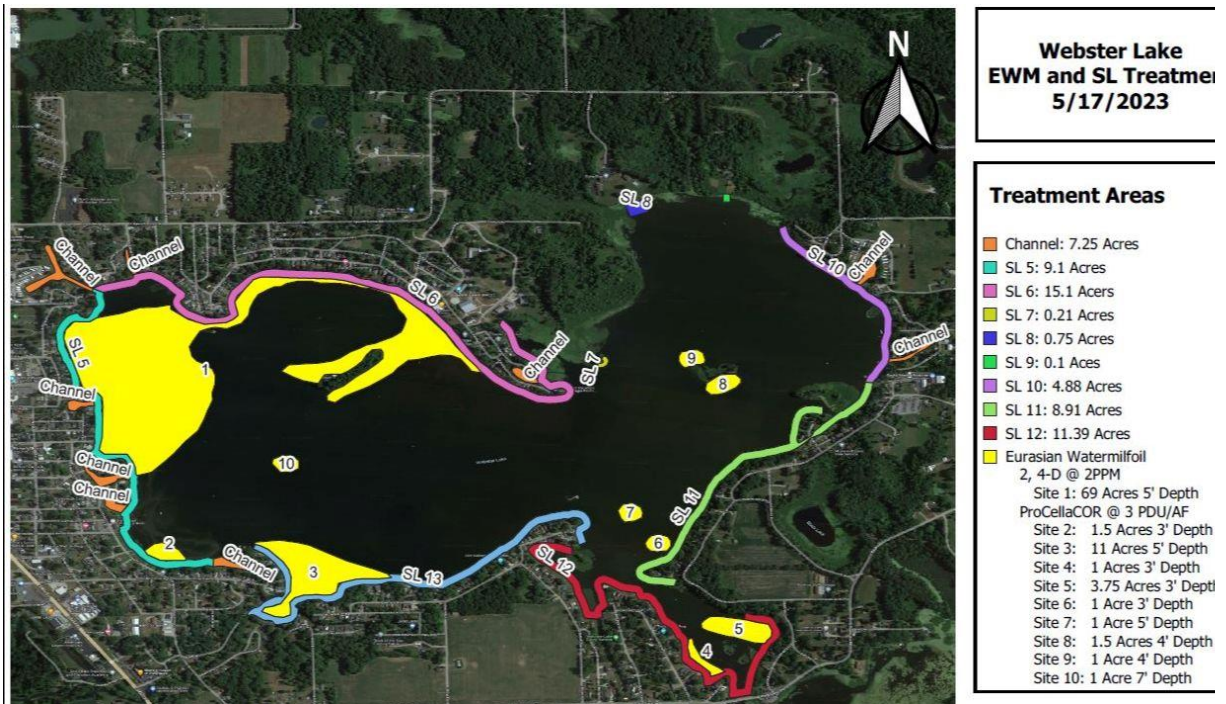 Webster Lake
EWM and SL Treatmen
5/17/2023
Treatment Areas
Channel: 7.25 Acres
SL 5: 9.1 Acres
SL 6: 15.1 Acers
SL 7: 0.21 Acres
SL 8: 0.75 Acres
SL 9: 0.1 Aces
SL 10: 4.88 Acres
SL 11: 8.91 Acres
SL 12: 11.39 Acres
Eurasian Watermilfoil
2, 4-D @ 2PPM
Site 1: 69 Acres 5' Depth
ProCellaCOR @ 3 PDU/AF
Site 2: 1.5 Acres 3' Depth
Site 3: 11 Acres 5' Depth
Site 4: 1 Acres 3' Depth
Site 5: 3.75 Acres 3' Depth
Site 6: 1 Acre 3' Depth
Site 7: 1 Acre 5' Depth
Site 8: 1.5 Acres 4' Depth
Site 9: 1 Acre 4' Depth
Site 10: 1 Acre 7' Depth
N
SL 8
Channel
Channel
SL 10
Channel
SL 6
SL 5
1
SL 7
Channel
9
8
Channel
Channel
10
Channel
Channel
SL 11
7
6
2
Channel
3
SL 13
SL 12
5
4